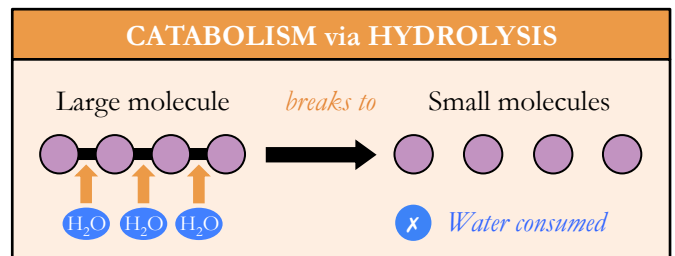 CATABOLISM via HYDROLYSIS
Large molecule breaks to Small molecules
H₂O H₂O H₂O
✗ Water consumed